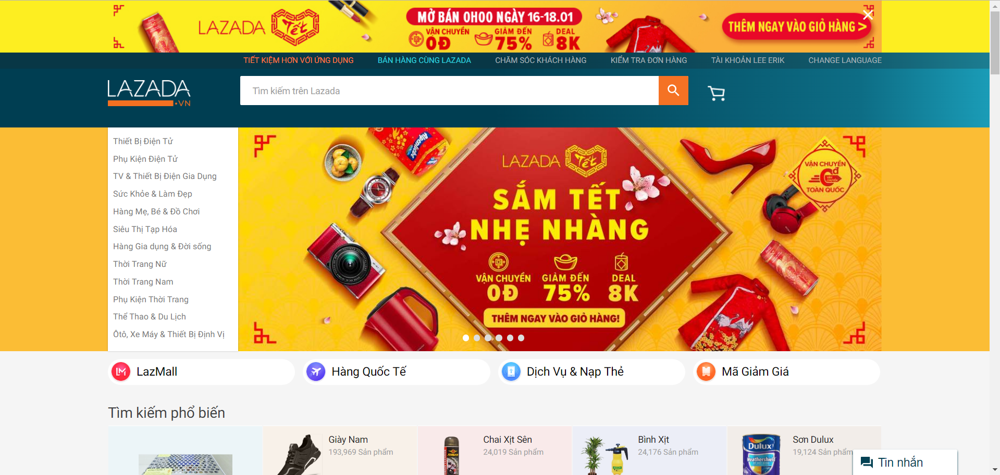 LAZADA Tết
MỞ BÁN 0H00 NGÀY 16-18.01
VẬN CHUYỂN 0Đ
GIẢM ĐẾN 75%
DEAL 8K
THÊM NGAY VÀO GIỎ HÀNG >
TIẾT KIỆM HƠN VỚI ỨNG DỤNG
BÁN HÀNG CÙNG LAZADA
CHĂM SÓC KHÁCH HÀNG
KIỂM TRA ĐƠN HÀNG
TÀI KHOẢN LEE ERIK
CHANGE LANGUAGE
LAZADA
.VN
Tìm kiếm trên Lazada
Thiết Bị Điện Tử
Phụ Kiện Điện Tử
TV & Thiết Bị Điện Gia Dụng
Sức Khỏe & Làm Đẹp
Hàng Mẹ, Bé & Đồ Chơi
Siêu Thị Tạp Hóa
Hàng Gia dụng & Đời sống
Thời Trang Nữ
Thời Trang Nam
Phụ Kiện Thời Trang
Thể Thao & Du Lịch
Ôtô, Xe Máy & Thiết Bị Định Vị
Alpenliebe
LAZADA Tết
SẮM TẾT
NHẸ NHÀNG
VẬN CHUYỂN
0Đ
GIẢM ĐẾN
75%
DEAL
8K
THÊM NGAY VÀO GIỎ HÀNG!
VẬN CHUYỂN
0đ
VẬN CHUYỂN
TOÀN QUỐC
LazMall
Hàng Quốc Tế
Dịch Vụ & Nạp Thẻ
Mã Giảm Giá
Tìm kiếm phổ biến
Giày Nam
193,969 Sản phẩm
Chai Xịt Sên
24,019 Sản phẩm
Bình Xịt
24,176 Sản phẩm
Sơn Dulux
19,124 Sản phẩm
Dulux
Weathershield
Tin nhắn